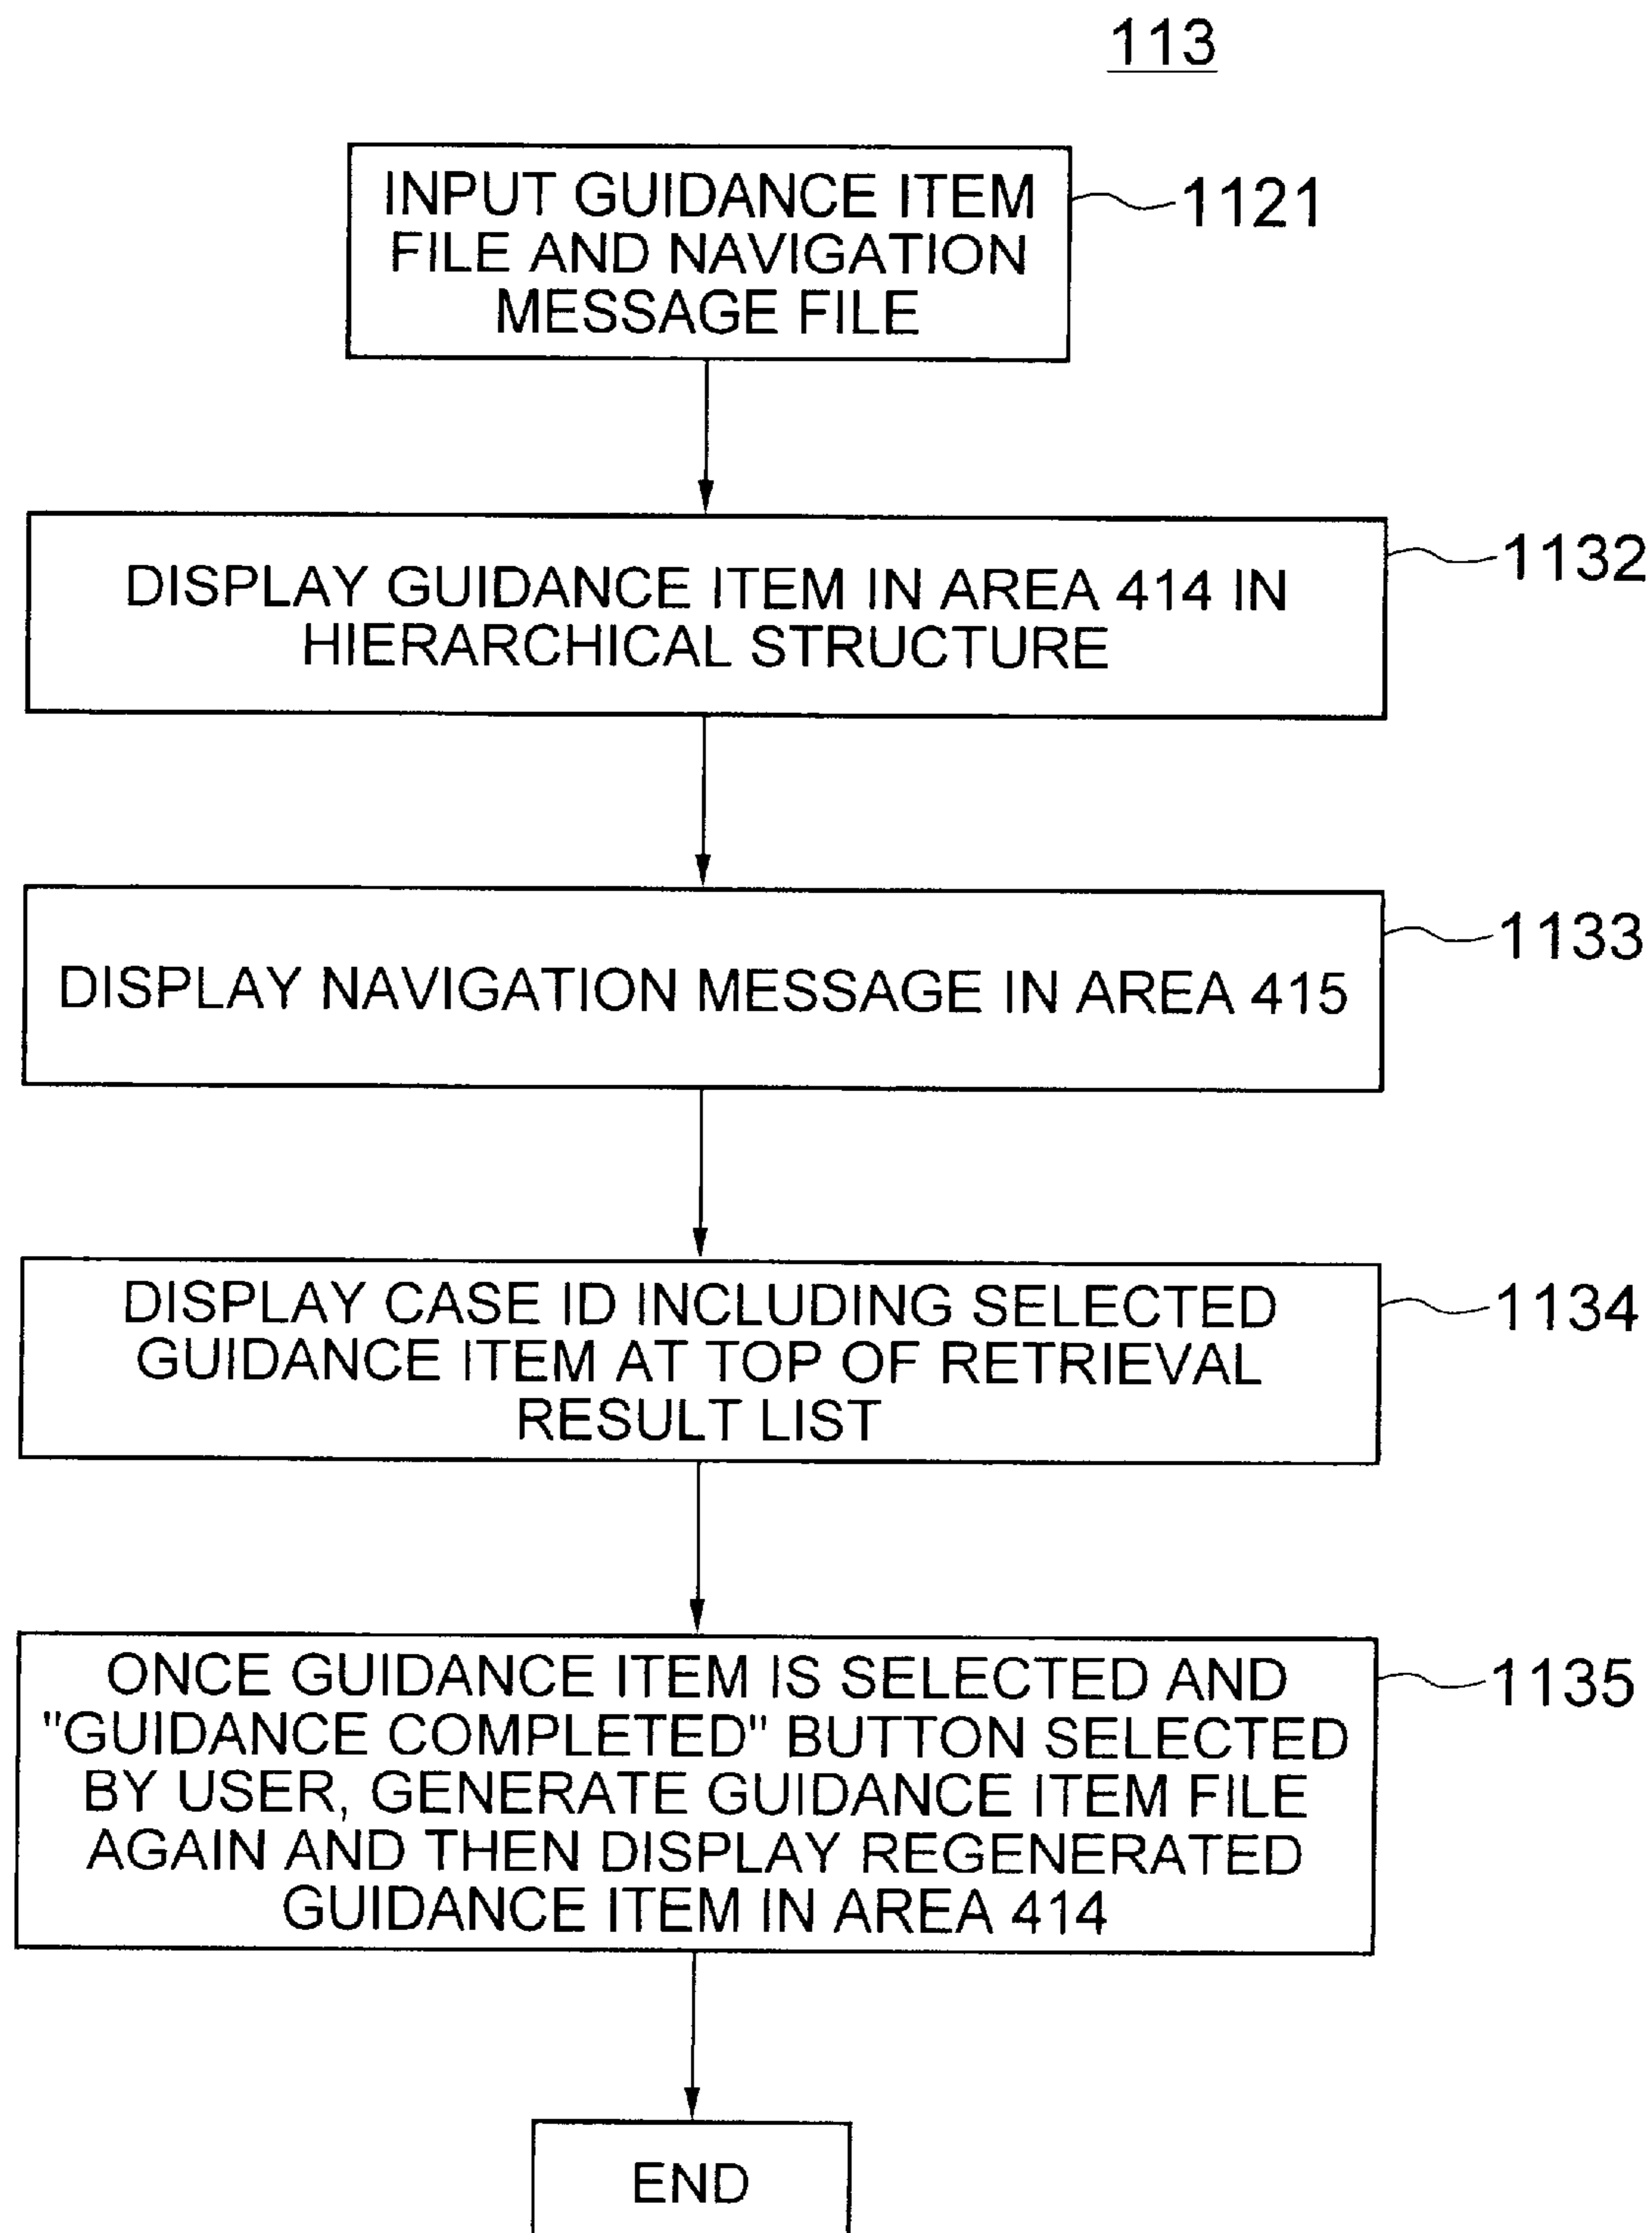 113
INPUT GUIDANCE ITEM
FILE AND NAVIGATION
MESSAGE FILE
1121
DISPLAY GUIDANCE ITEM IN AREA 414 IN
HIERARCHICAL STRUCTURE
1132
DISPLAY NAVIGATION MESSAGE IN AREA 415
1133
DISPLAY CASE ID INCLUDING SELECTED
GUIDANCE ITEM AT TOP OF RETRIEVAL
RESULT LIST
1134
ONCE GUIDANCE ITEM IS SELECTED AND
"GUIDANCE COMPLETED" BUTTON SELECTED
BY USER, GENERATE GUIDANCE ITEM FILE
AGAIN AND THEN DISPLAY REGENERATED
GUIDANCE ITEM IN AREA 414
1135
END